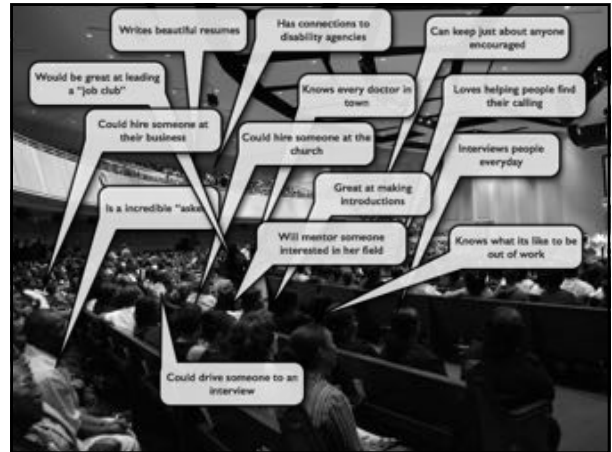 Writes beautiful resumes
Has connections to
disability agencies
Can keep just about anyone
encouraged
Would be great at leading
a "job club"
Knows every doctor in
town
Loves helping people find
their calling
Could hire someone at
their business
Could hire someone at the
church
Interviews people
everyday
Is a incredible "aske
Great at making
introductions
Will mentor someone
interested in her field
Knows what its like to be
out of work
Could drive someone to an
interview